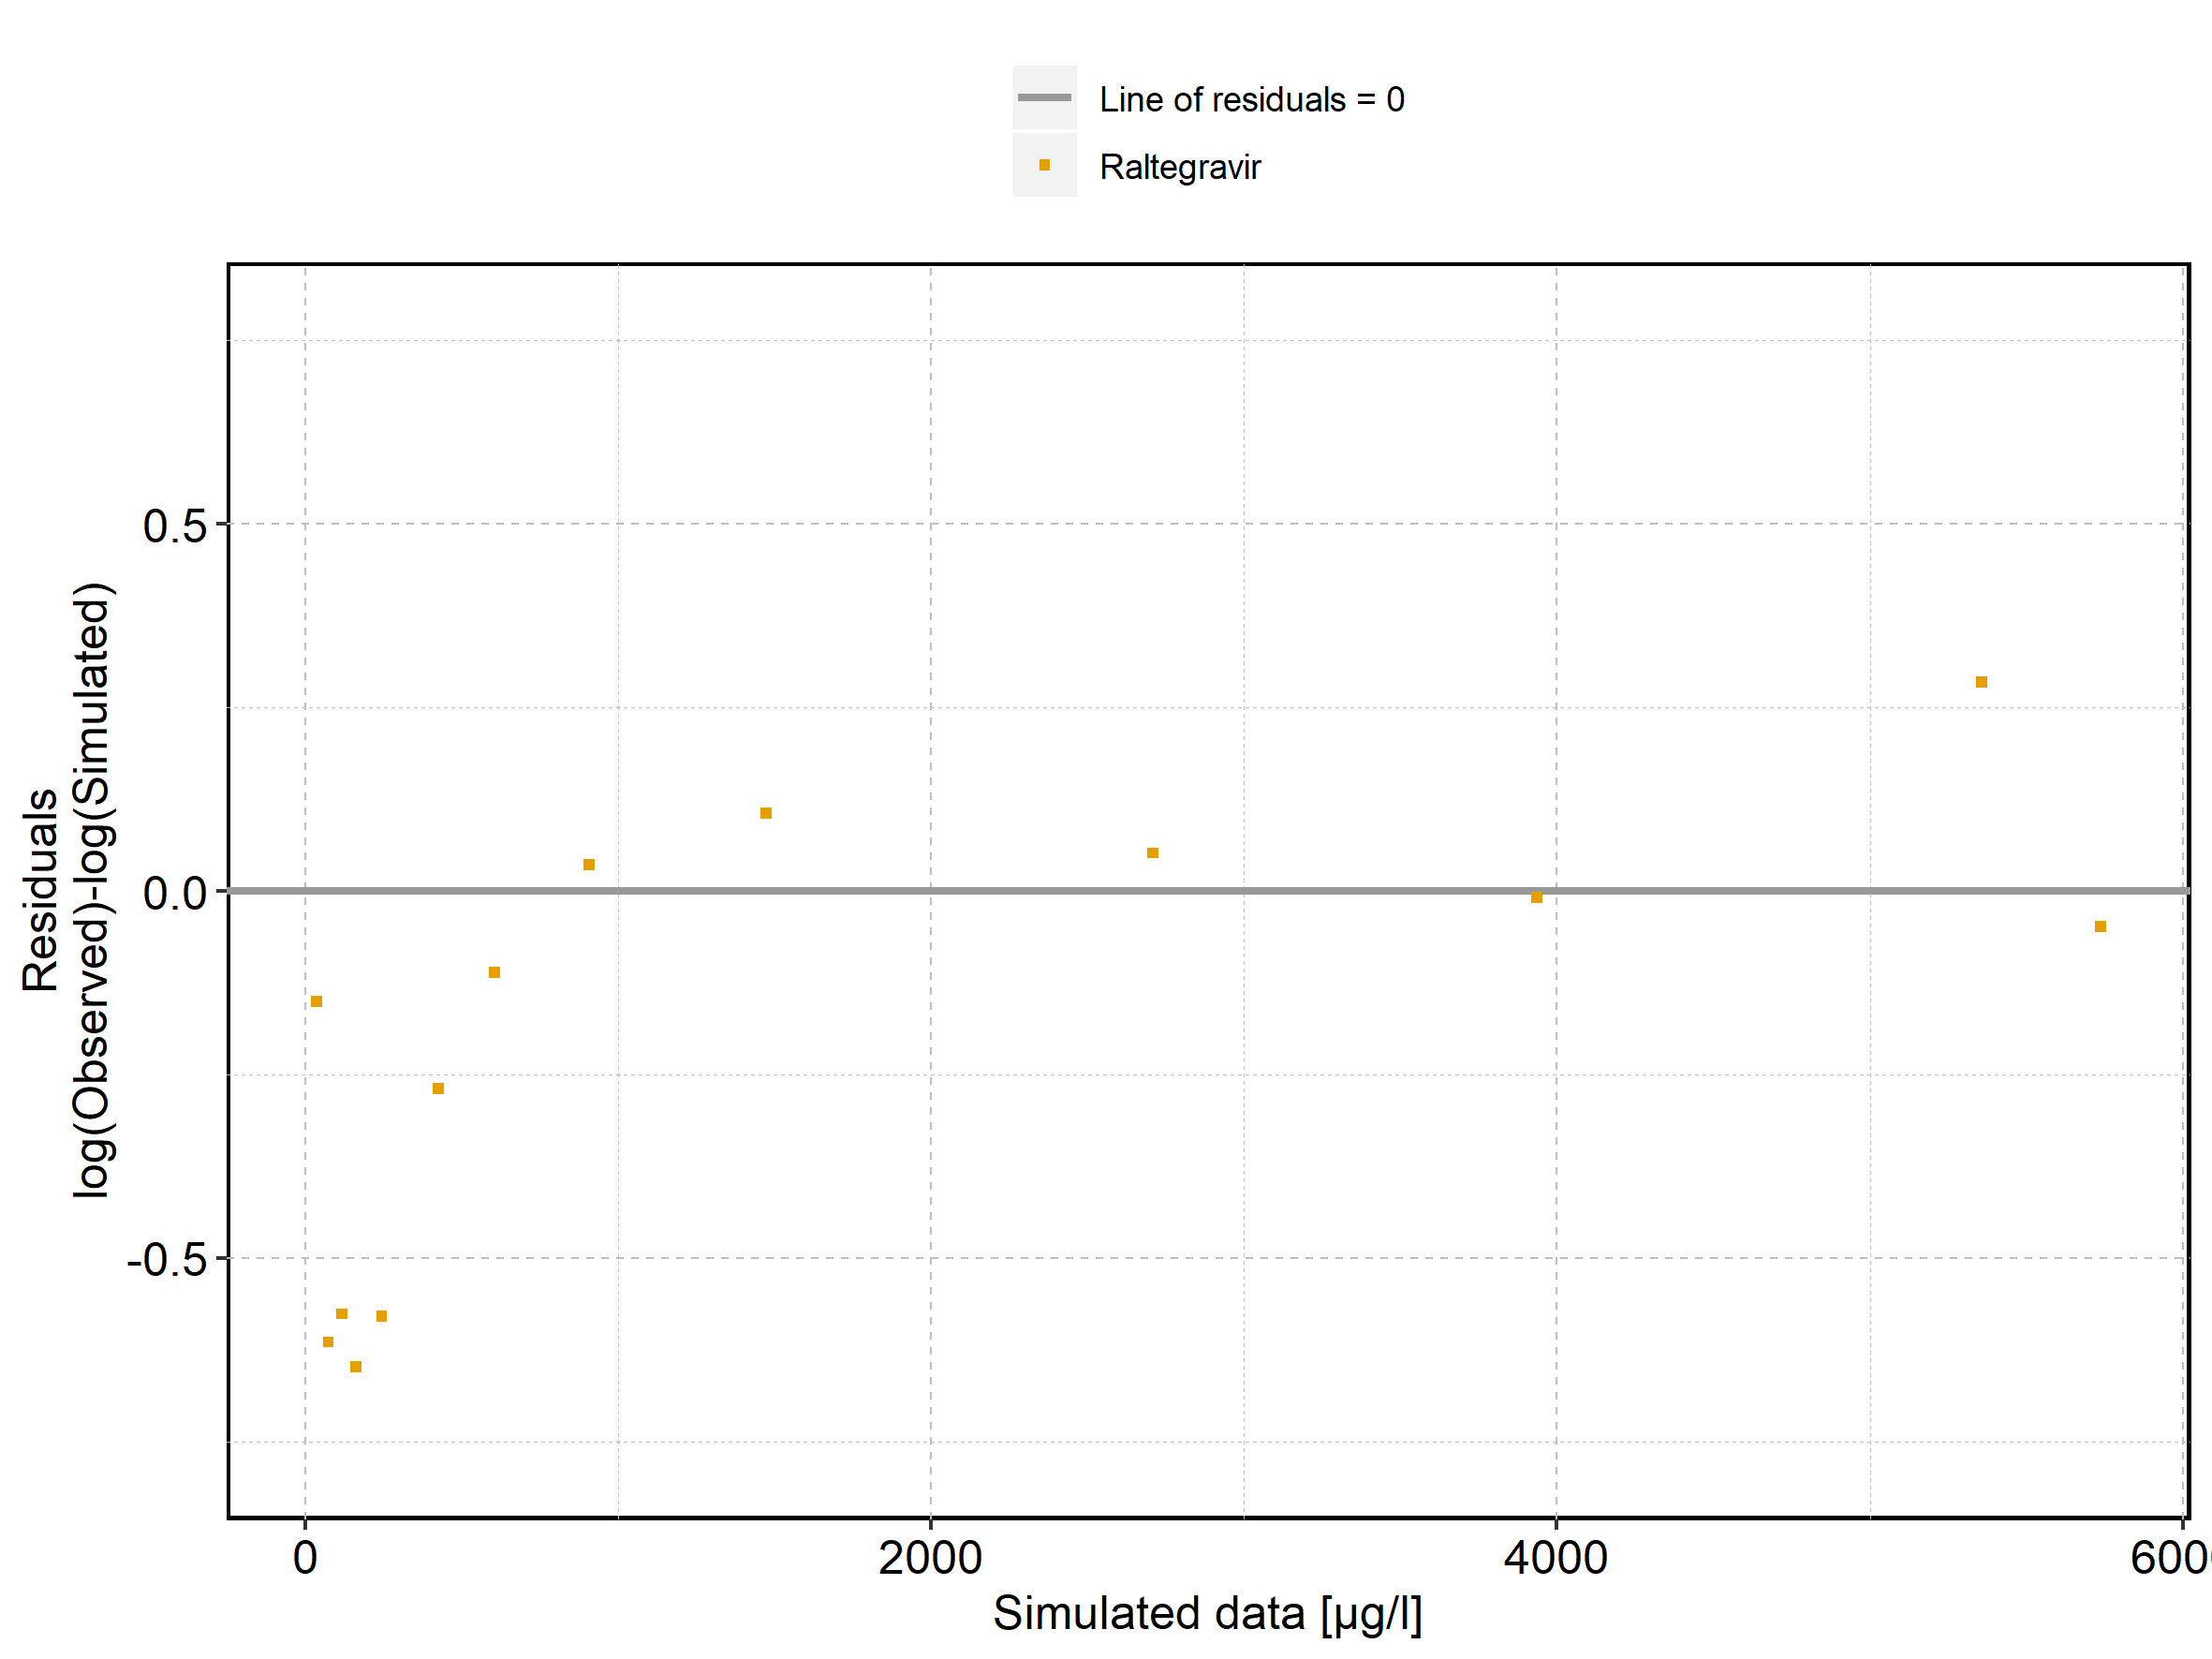 Line of residuals = 0
Raltegravir
Residuals
log(Observed)-log(Simulated)
0.5
0.0
-0.5
0
2000
4000
600
Simulated data [µg/l]